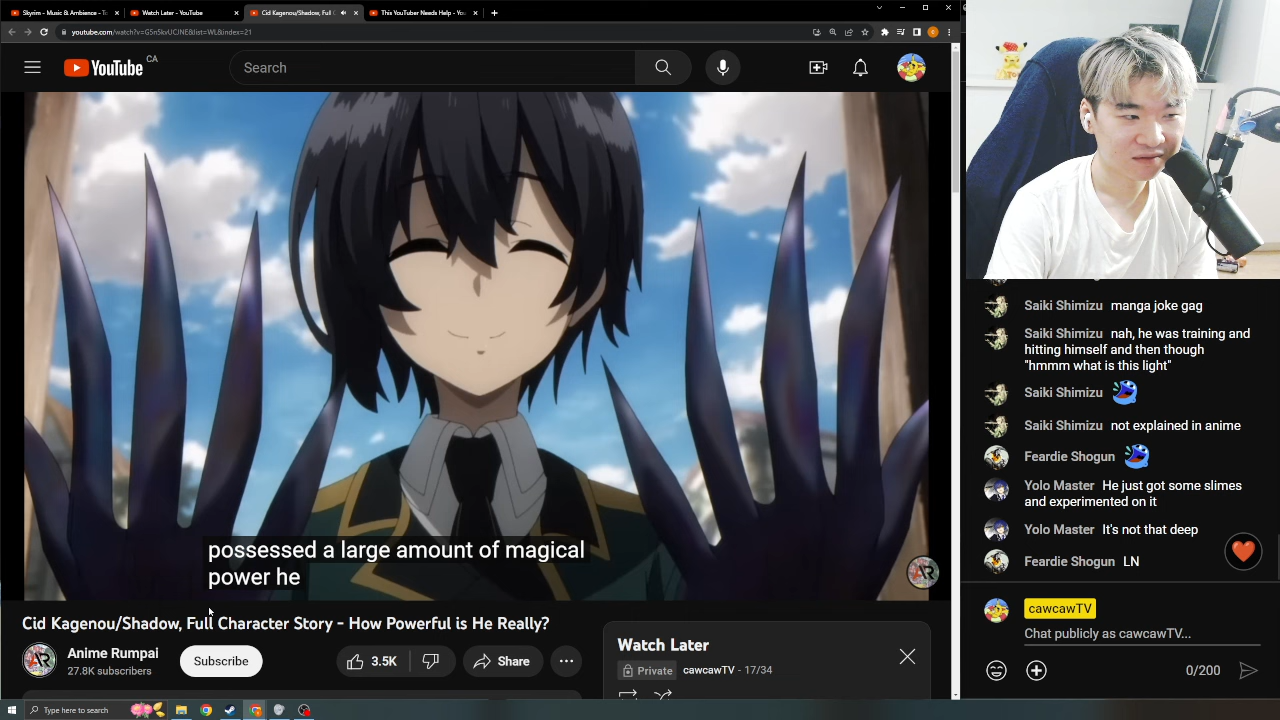 Skyrim - Music & Ambience - Tu
Watch Later - YouTube
Cid Kagenou/Shadow, Full C
This YouTuber Needs Help - You
youtube.com/watch?v=GSn5kvUCINE&list=WL&index=21
YouTube CA
Search
possessed a large amount of magical
power he
AR
Cid Kagenou/Shadow, Full Character Story - How Powerful is He Really?
AR
Anime Rumpai
27.8K subscribers
Subscribe
3.5K
Share
Watch Later
Private
cawcawTV - 17/34
Type here to search
Saiki Shimizu manga joke gag
Saiki Shimizu nah, he was training and
hitting himself and then though
"hmmm what is this light"
Saiki Shimizu
Saiki Shimizu not explained in anime
Feardie Shogun
Yolo Master He just got some slimes
and experimented on it
Yolo Master It's not that deep
Feardie Shogun LN
cawcawTV
Chat publicly as cawcawTV...
0/200